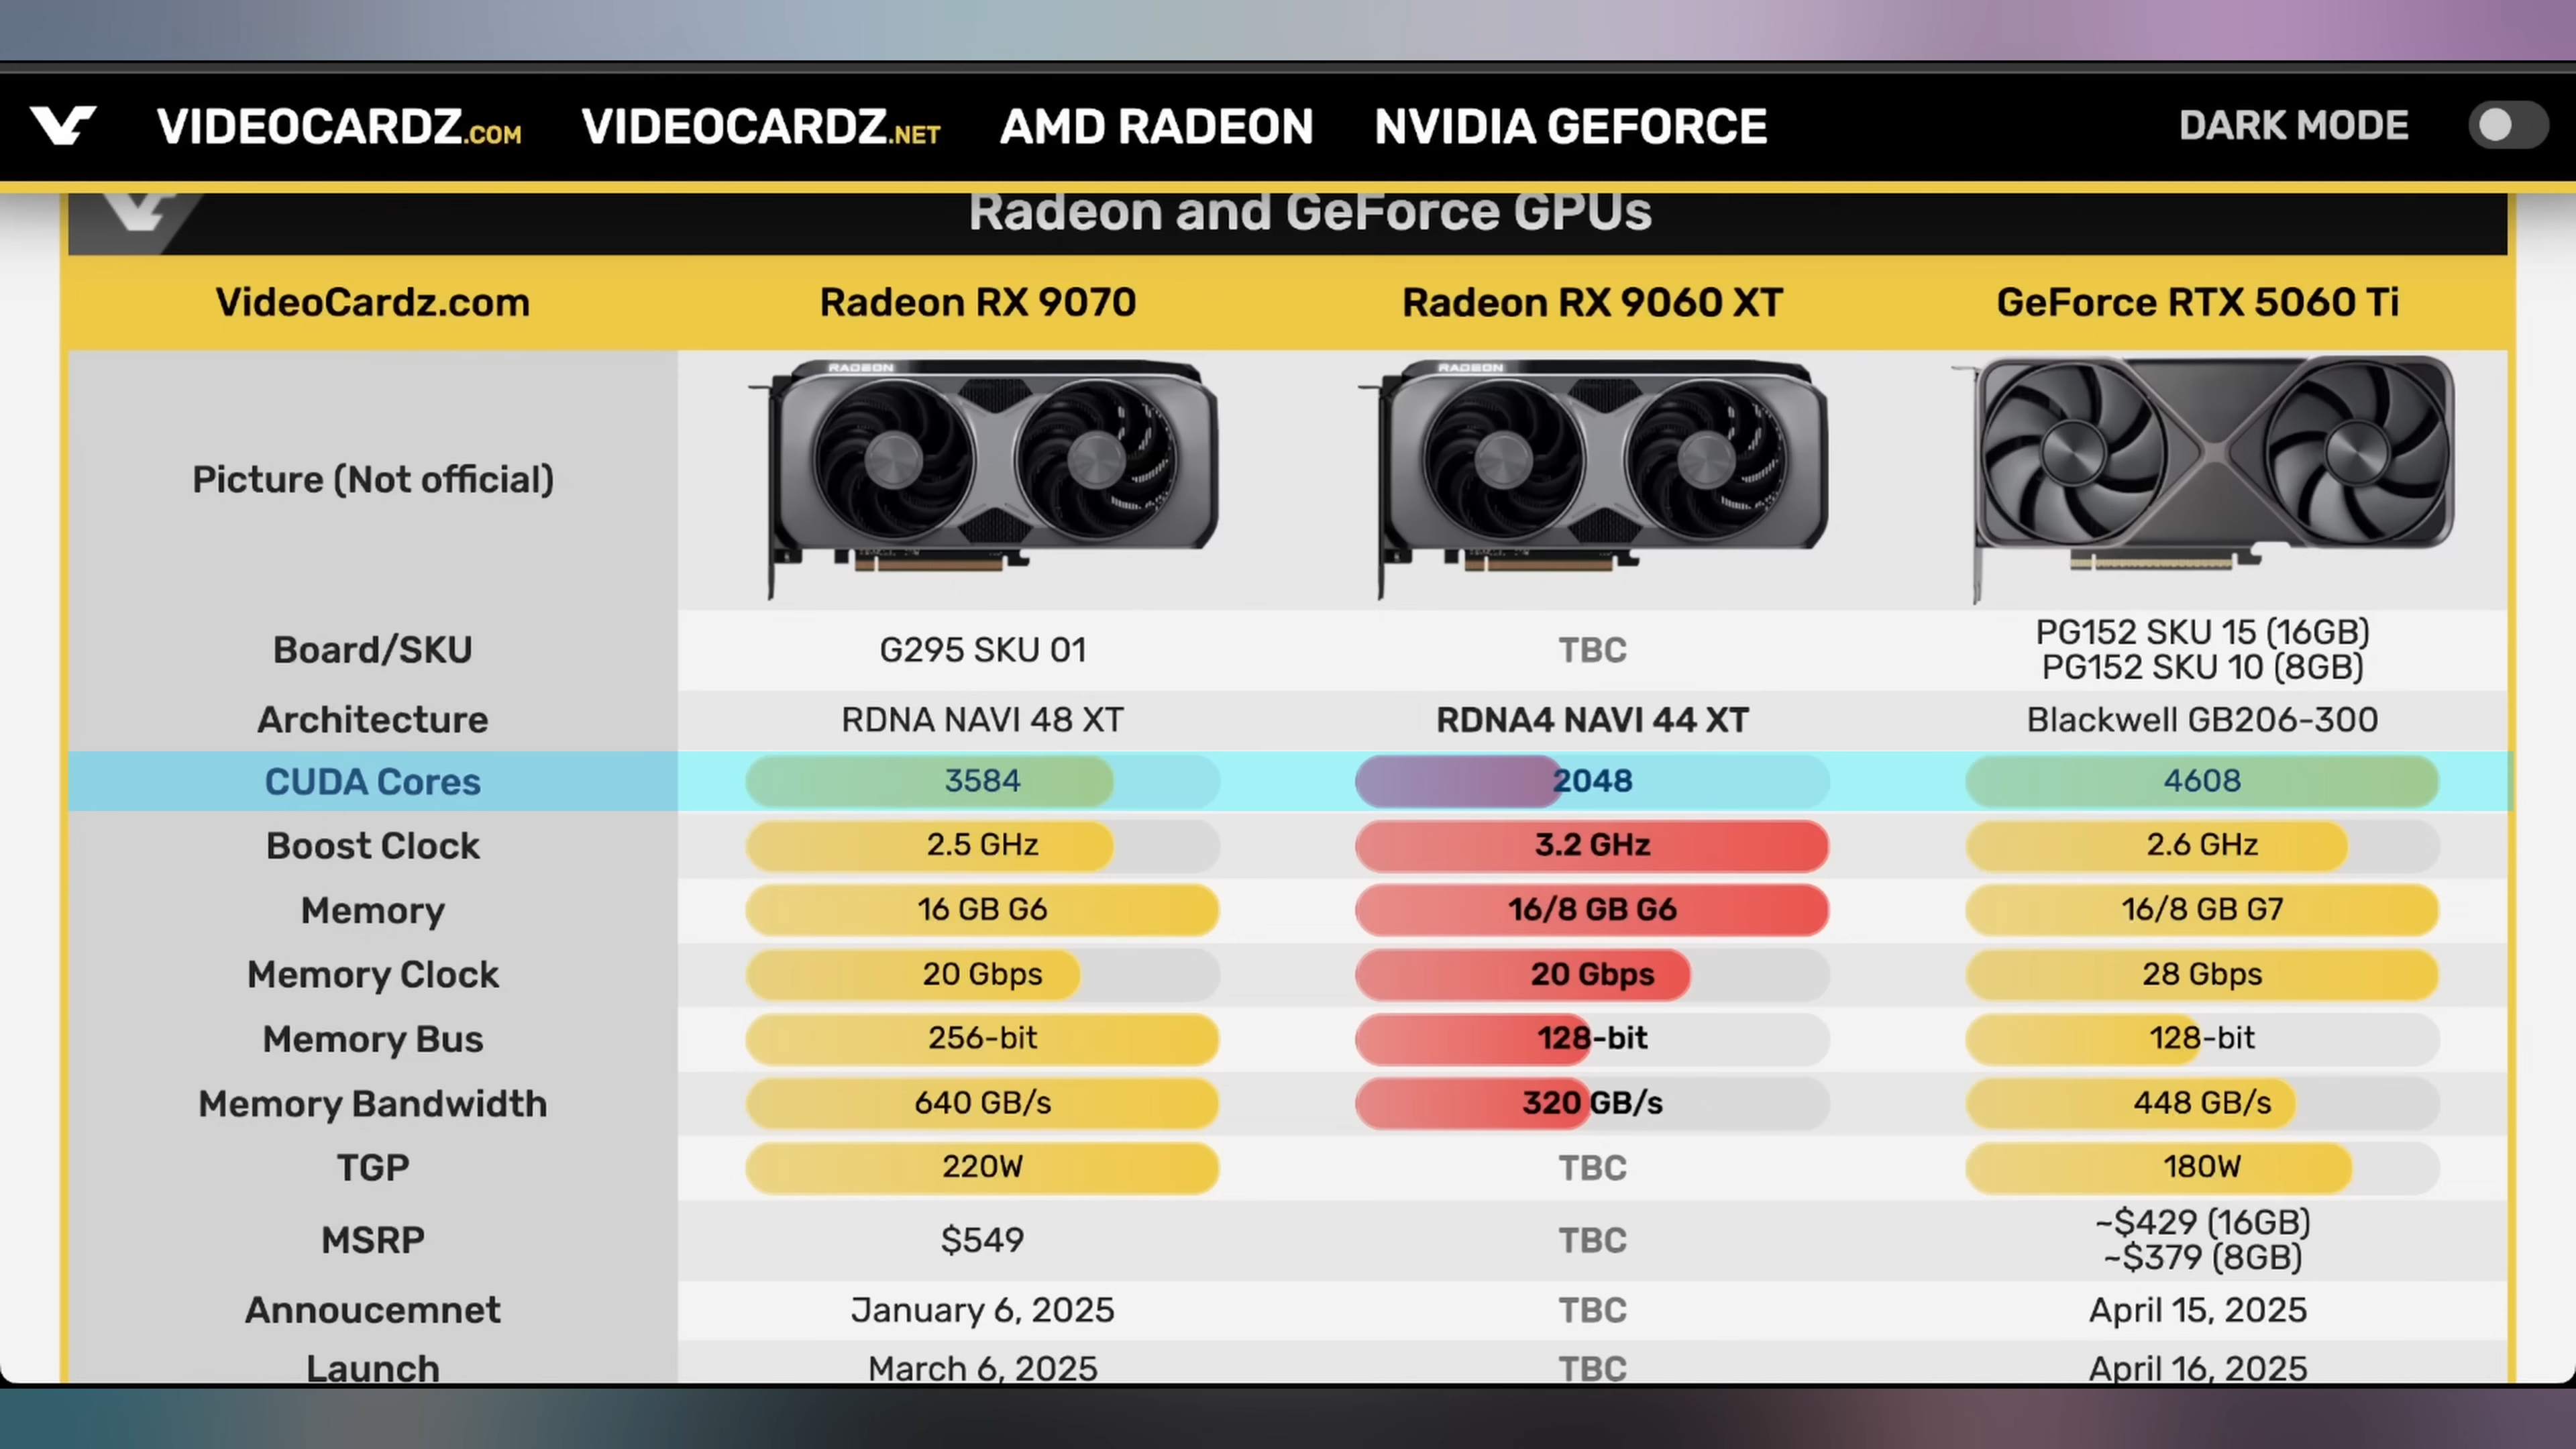 VIDEOCARDZ.COM VIDEOCARDZ.NET AMD RADEON NVIDIA GEFORCE DARK MODE
Radeon and GeForce GPUs
VideoCardz.com Radeon RX 9070 Radeon RX 9060 XT GeForce RTX 5060 Ti
RADEON RADEON
Picture (Not official)
Board/SKU G295 SKU 01 TBC PG152 SKU 15 (16GB)
PG152 SKU 10 (8GB)
Architecture RDNA NAVI 48 XT RDNA4 NAVI 44 XT Blackwell GB206-300
CUDA Cores 3584 2048 4608
Boost Clock 2.5 GHz 3.2 GHz 2.6 GHz
Memory 16 GB G6 16/8 GB G6 16/8 GB G7
Memory Clock 20 Gbps 20 Gbps 28 Gbps
Memory Bus 256-bit 128-bit 128-bit
Memory Bandwidth 640 GB/s 320 GB/s 448 GB/s
TGP 220W TBC 180W
MSRP $549 TBC ~$429 (16GB)
~$379 (8GB)
Annoucemnet January 6, 2025 TBC April 15, 2025
Launch March 6, 2025 TBC April 16, 2025